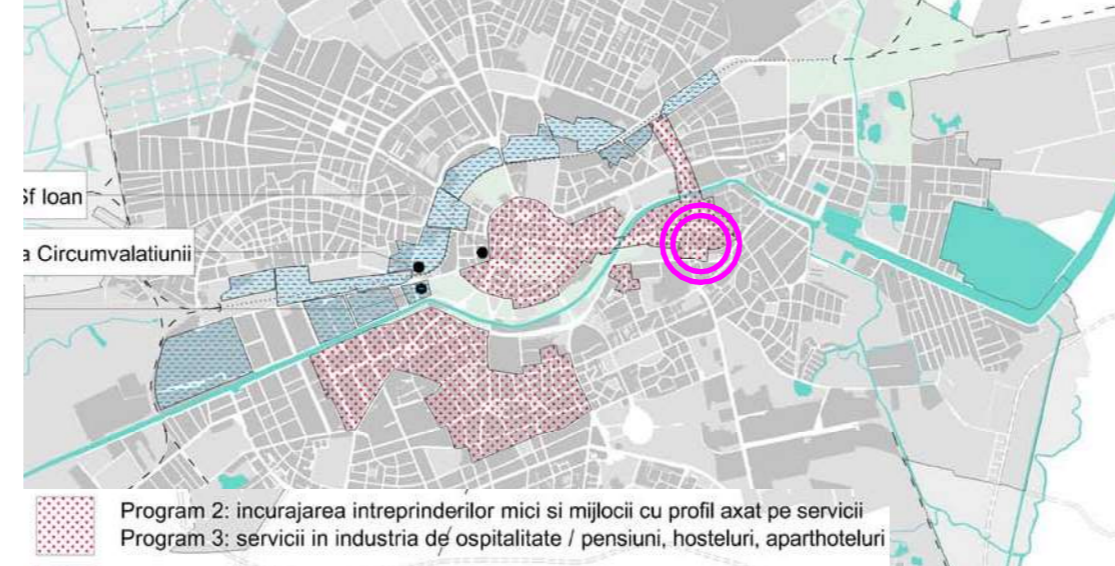 Sf Ioan
a Circumvalatiunii
Program 2: incurajarea intreprinderilor mici si mijlocii cu profil axat pe servicii
Program 3: servicii in industria de ospitalitate / pensiuni, hosteluri, aparthoteluri